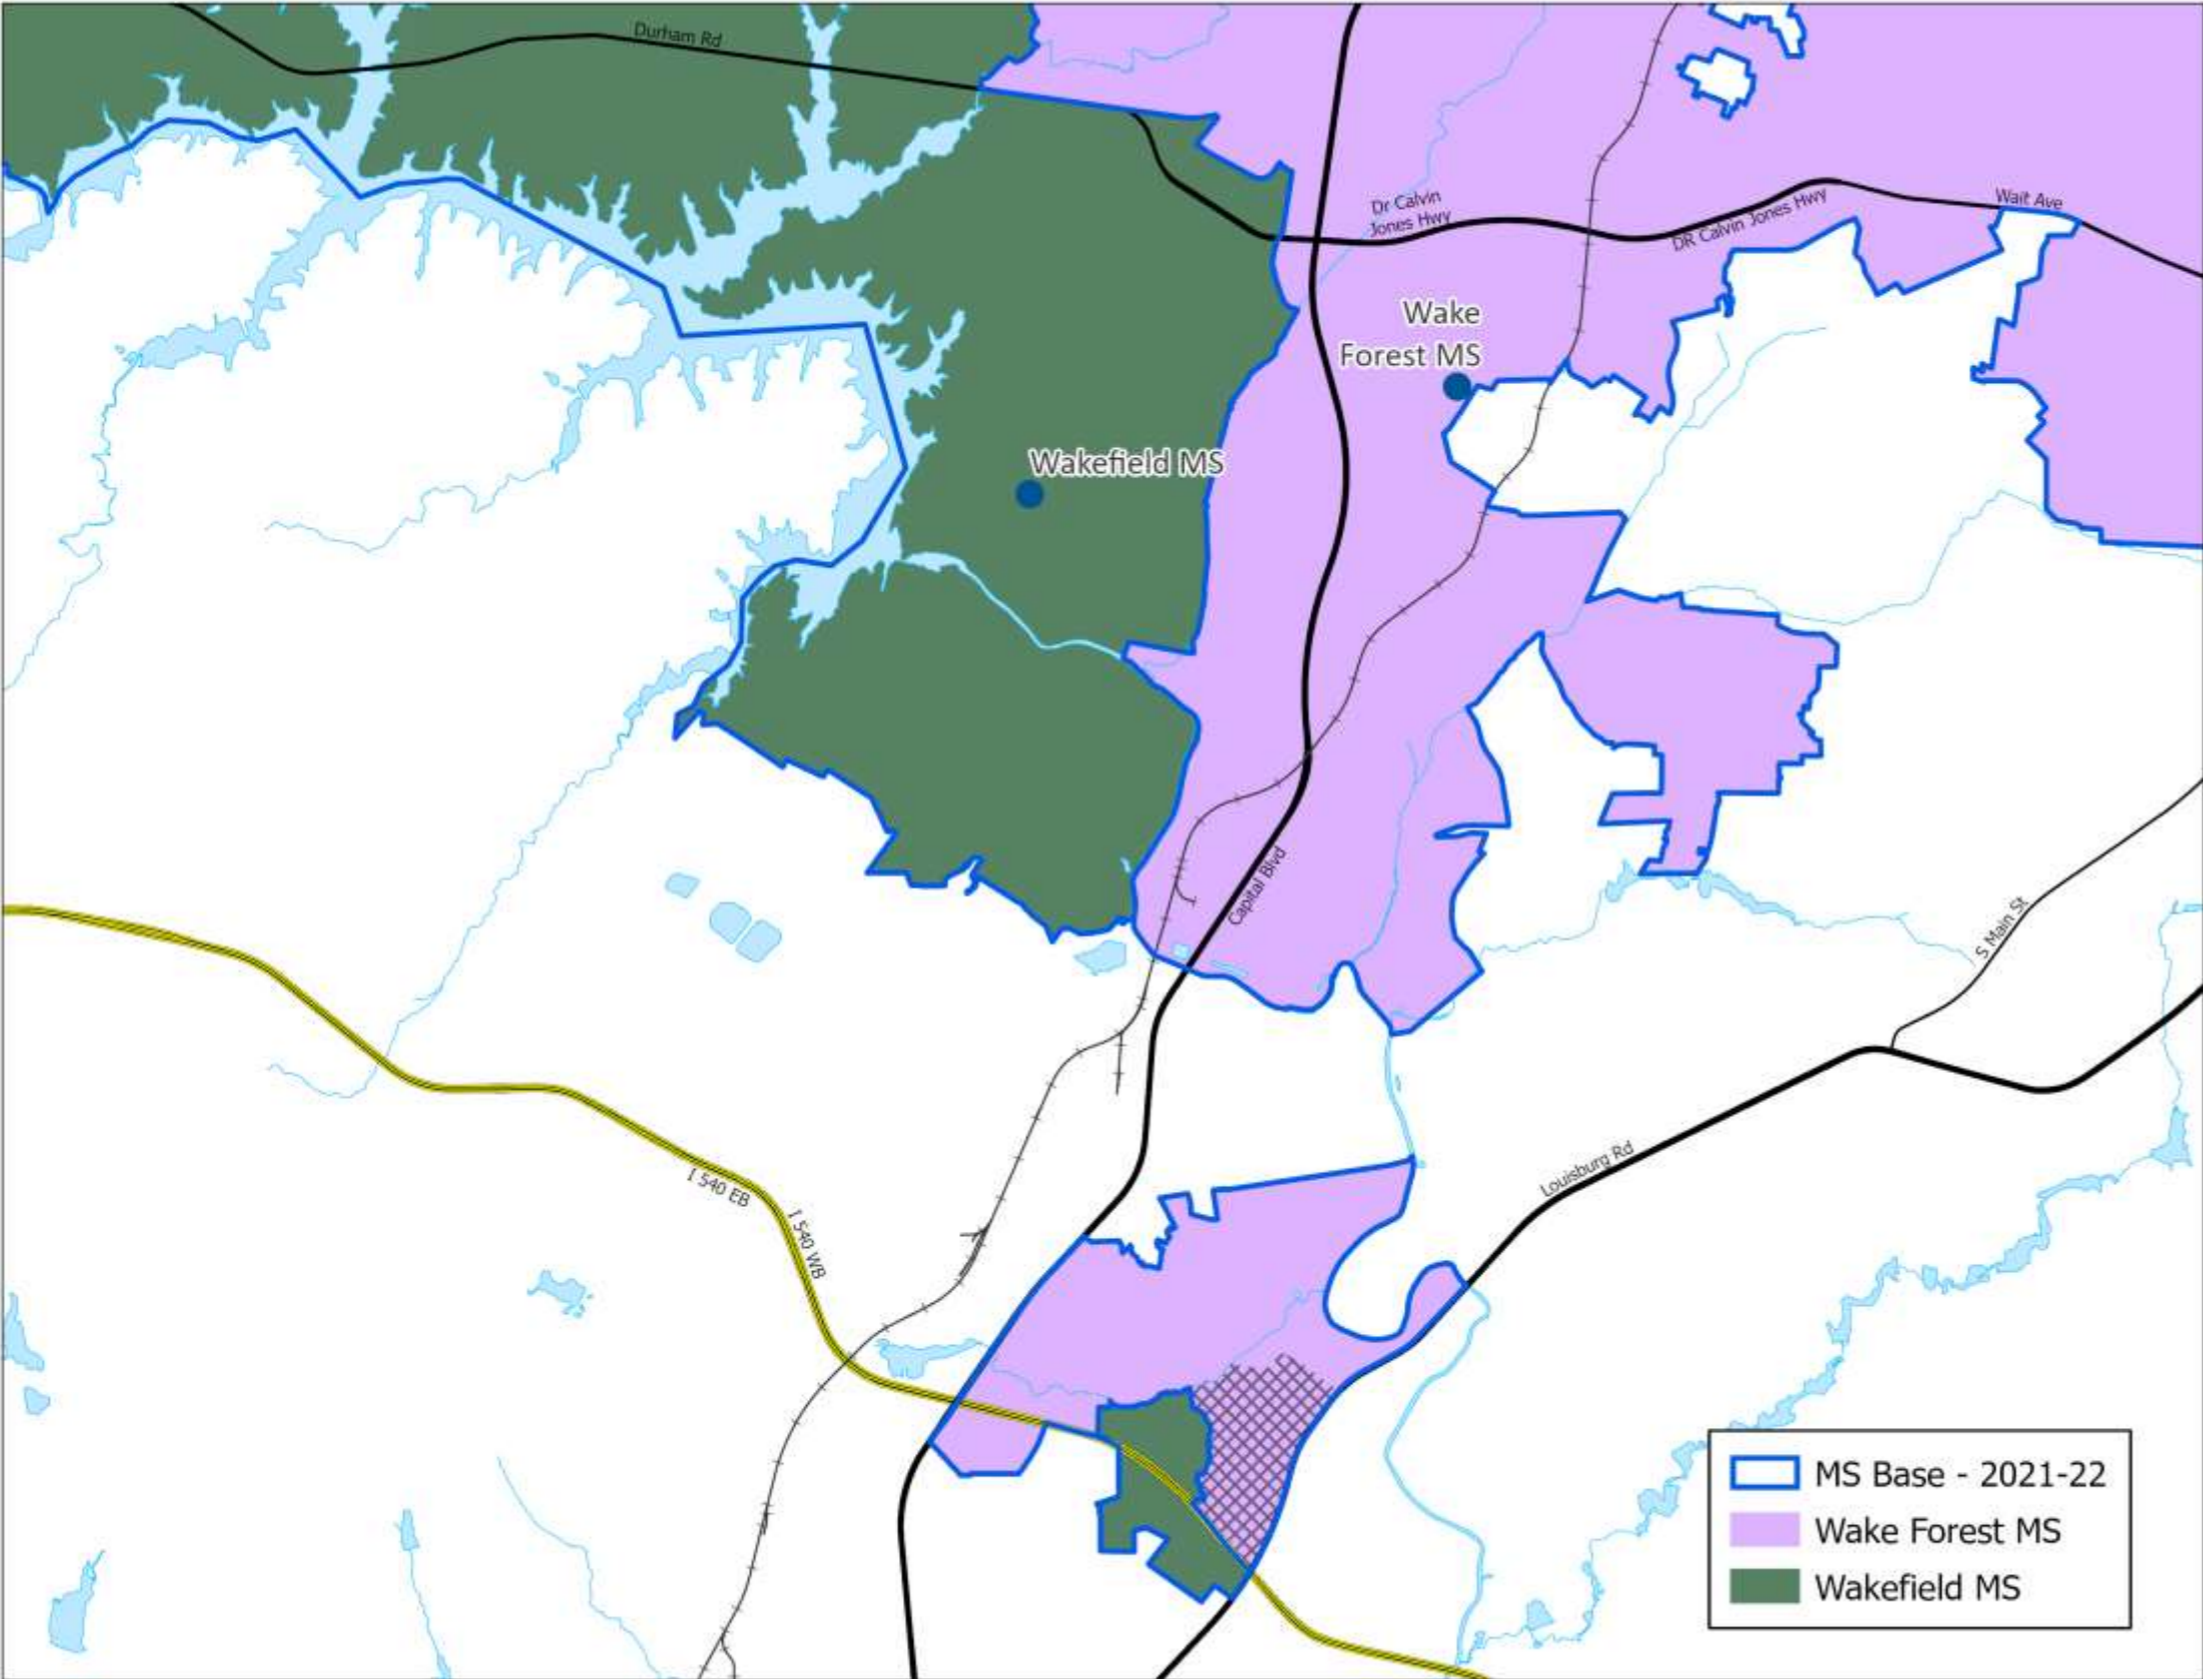 Durham Rd
Dr Calvin
Jones Hwy
DR Calvin Jones Hwy
Wait Ave
Wake
Forest MS
Wakefield MS
Capital Blvd
S Main St
Louisburg Rd
I 540 EB
I 540 WB
MS Base - 2021-22
Wake Forest MS
Wakefield MS